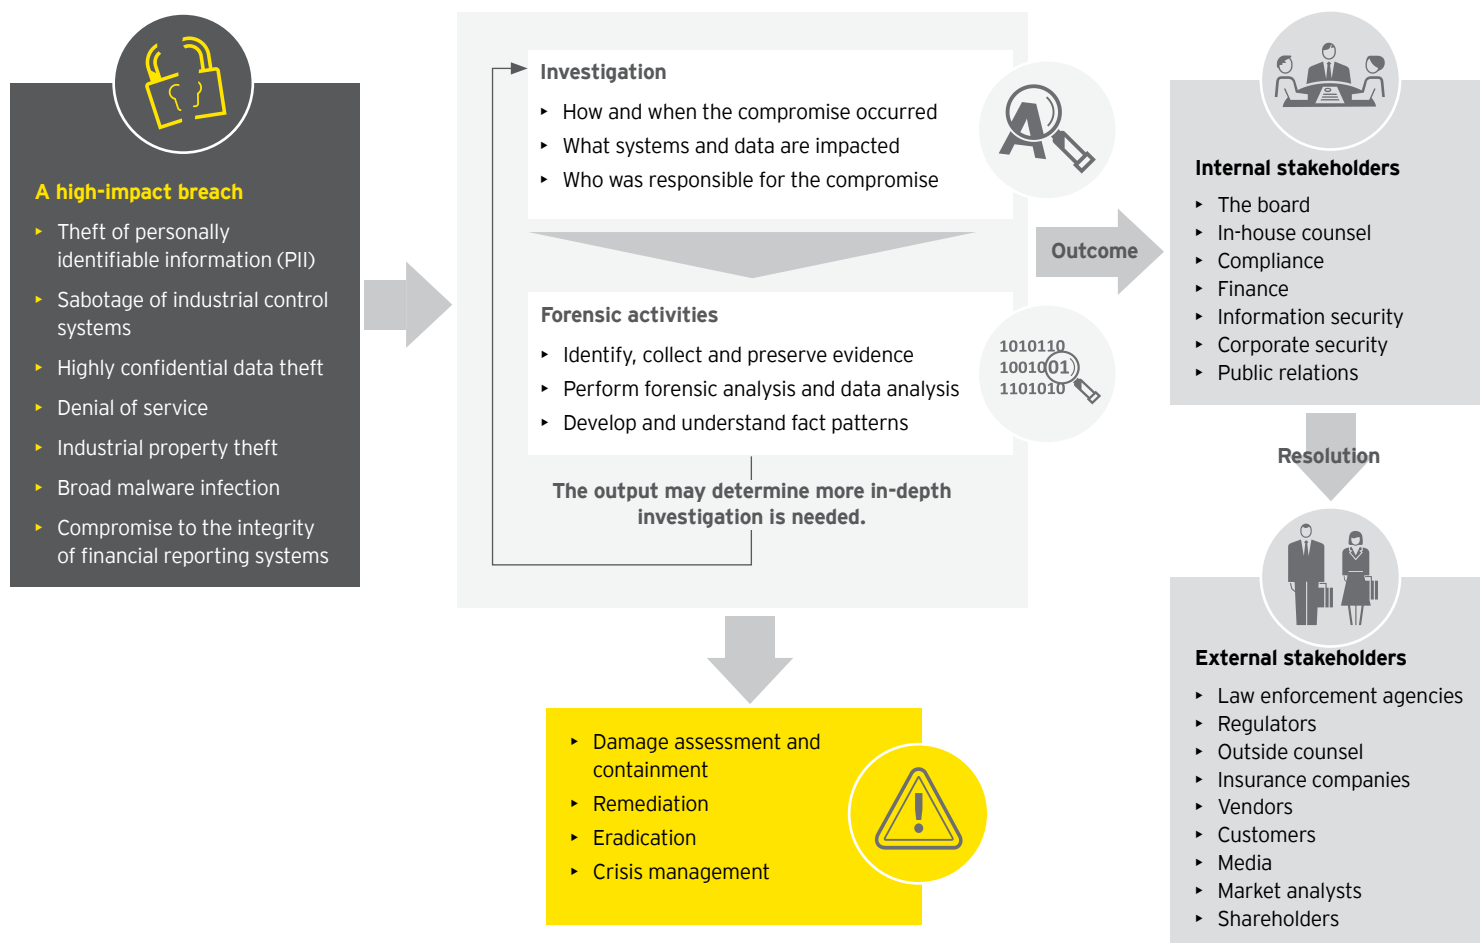 A high-impact breach
‣ Theft of personally
identifiable information (PII)
‣ Sabotage of industrial control
systems
‣ Highly confidential data theft
‣ Denial of service
‣ Industrial property theft
‣ Broad malware infection
‣ Compromise to the integrity
of financial reporting systems
Investigation
‣ How and when the compromise occurred
‣ What systems and data are impacted
‣ Who was responsible for the compromise
Forensic activities
‣ Identify, collect and preserve evidence
‣ Perform forensic analysis and data analysis
‣ Develop and understand fact patterns
1010110
1001001
1101010
The output may determine more in-depth
investigation is needed.
‣ Damage assessment and
containment
‣ Remediation
‣ Eradication
‣ Crisis management
Outcome
Internal stakeholders
‣ The board
‣ In-house counsel
‣ Compliance
‣ Finance
‣ Information security
‣ Corporate security
‣ Public relations
Resolution
External stakeholders
‣ Law enforcement agencies
‣ Regulators
‣ Outside counsel
‣ Insurance companies
‣ Vendors
‣ Customers
‣ Media
‣ Market analysts
‣ Shareholders
A